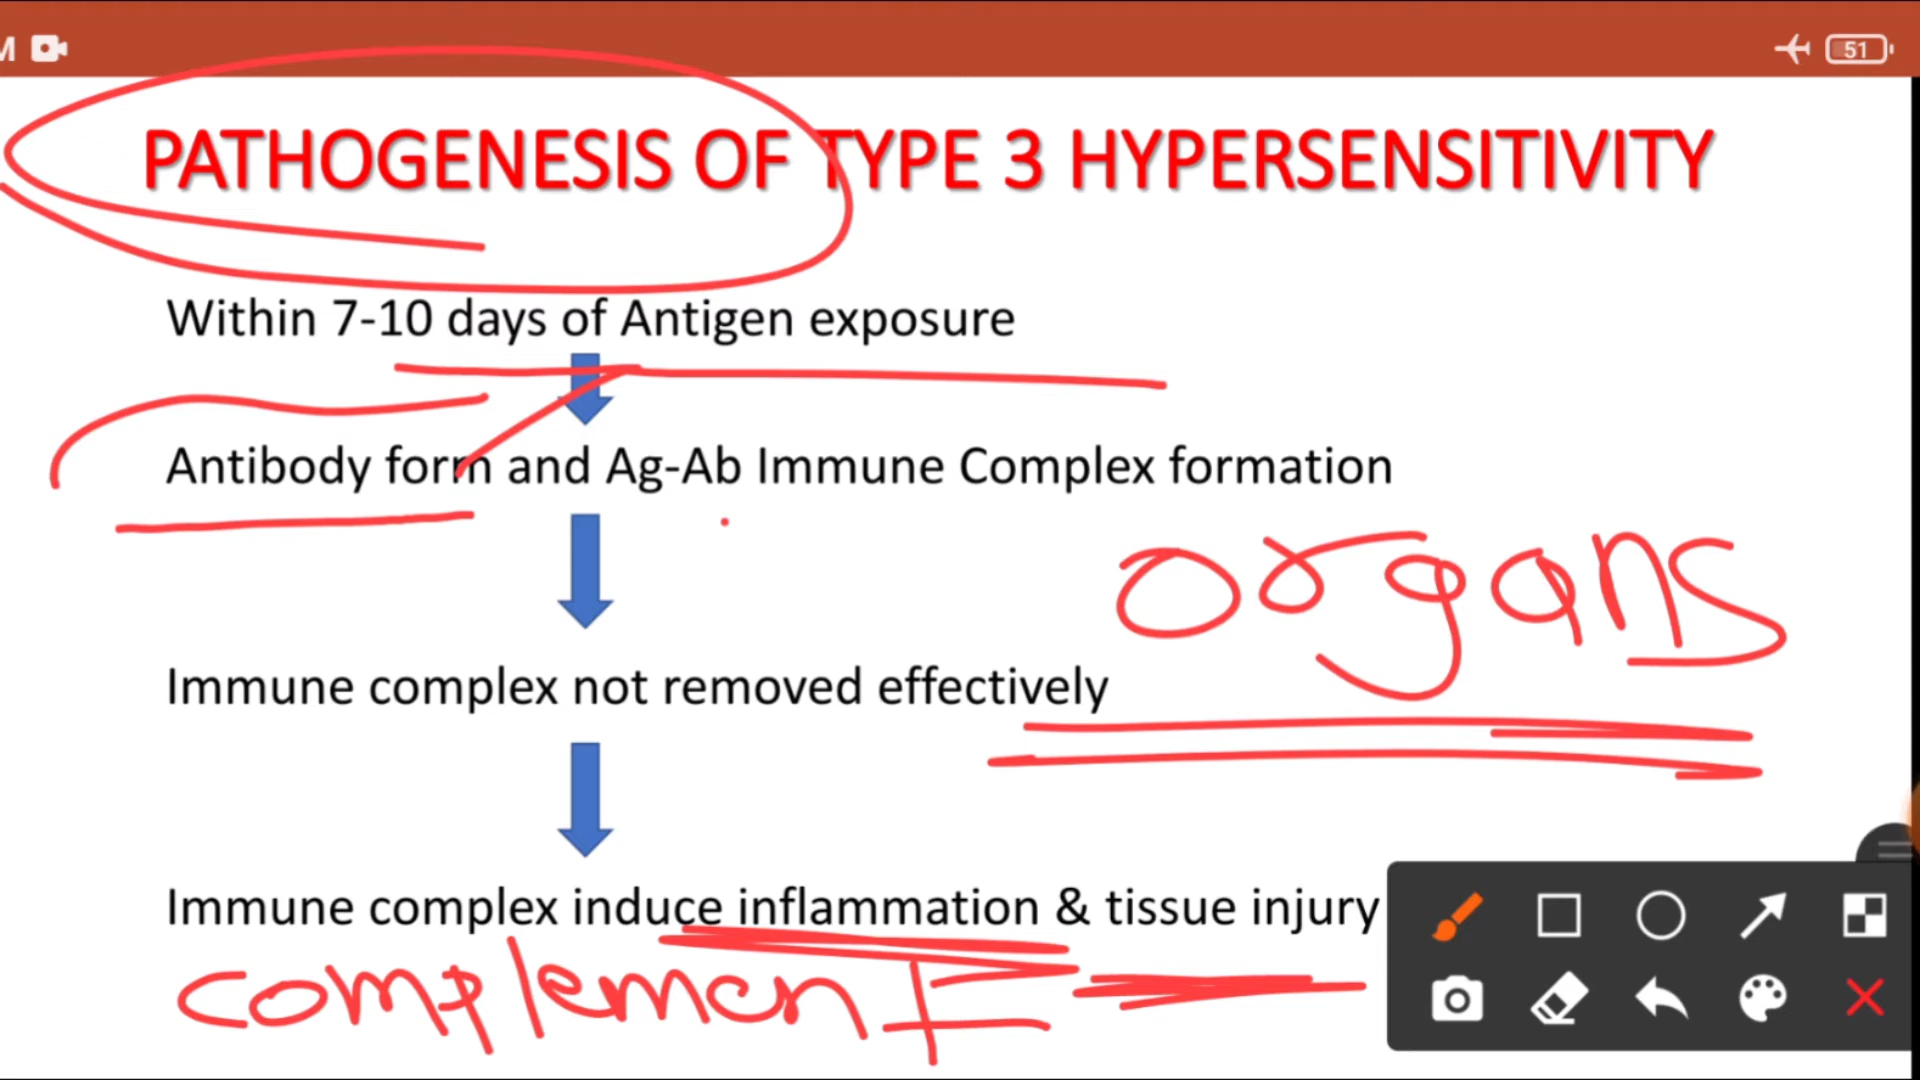 M
51
PATHOGENESIS OF TYPE 3 HYPERSENSITIVITY
Within 7-10 days of Antigen exposure
Antibody form and Ag-Ab Immune Complex formation
organs
Immune complex not removed effectively
Immune complex induce inflammation & tissue injury
complement